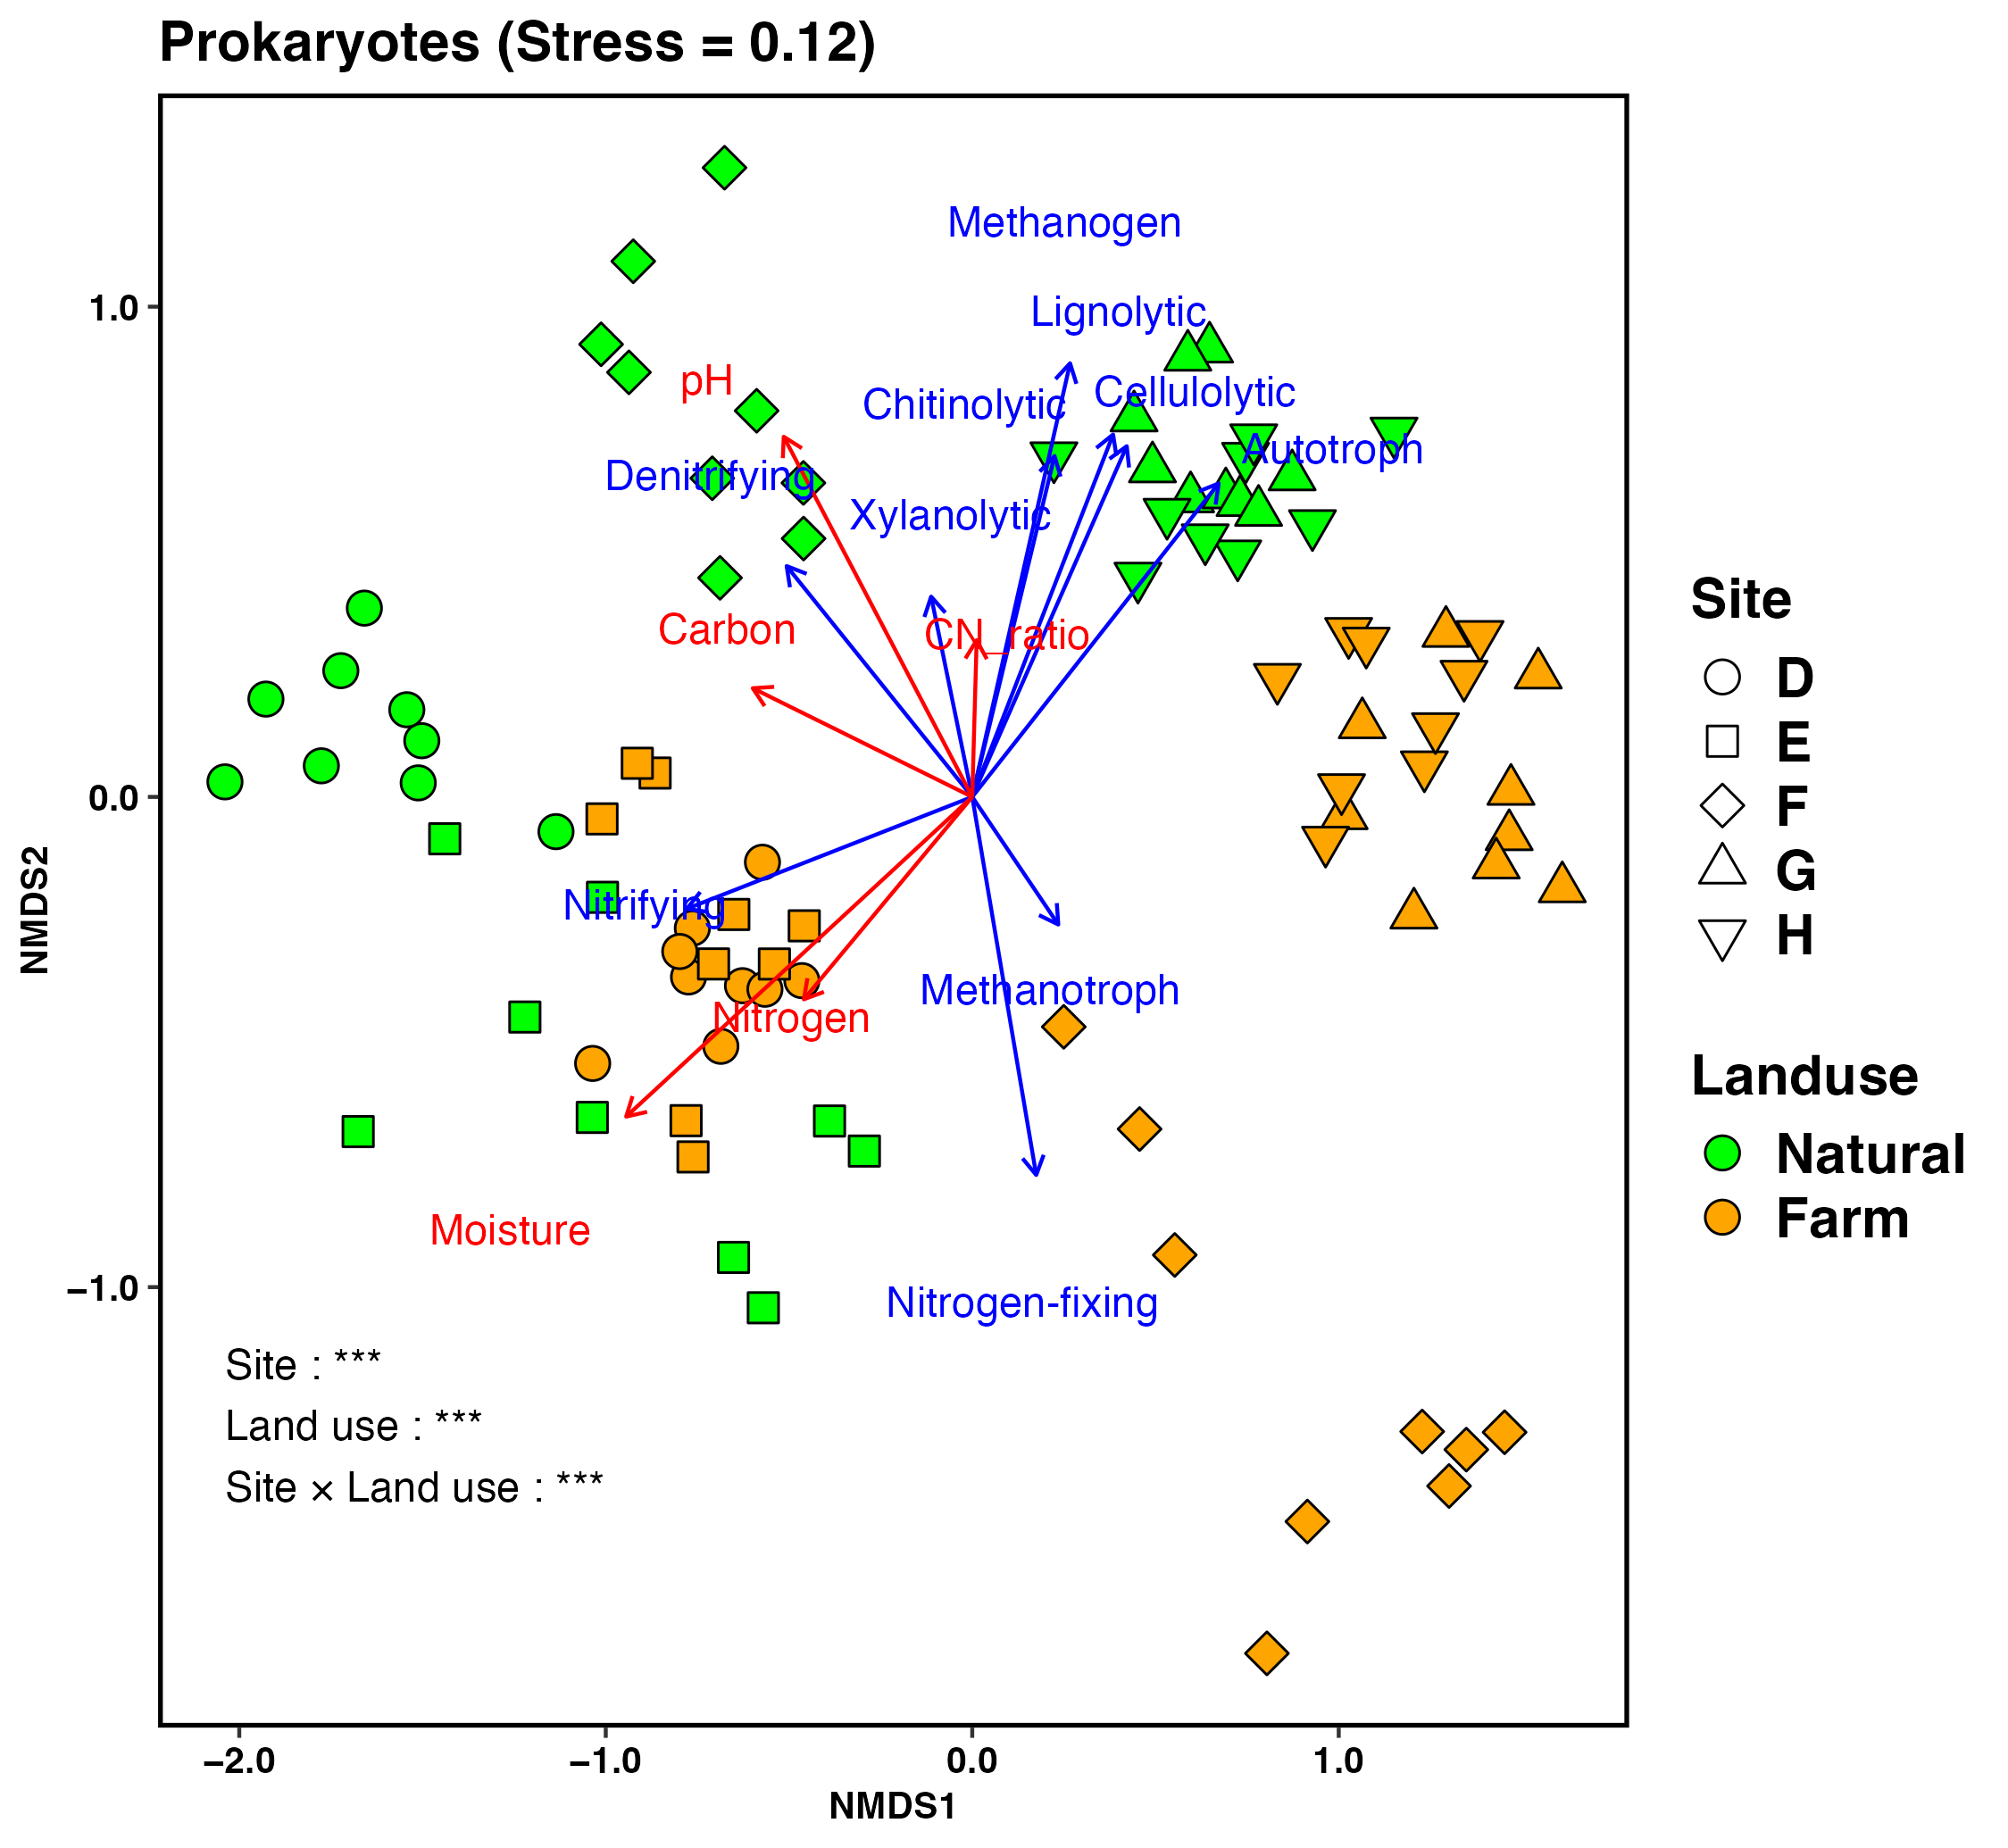 Prokaryotes (Stress = 0.12)
Methanogen
Lignolytic
pH
Chitinolytic
Cellulolytic
Autotroph
Denitrifying
Xylanolytic
Carbon
CN_ratio
Nitrifying
Methanotroph
Nitrogen
Moisture
Nitrogen-fixing
Site : ***
Land use : ***
Site × Land use : ***
1.0
0.0
−1.0
NMDS2
−2.0
−1.0
0.0
1.0
NMDS1
Site
D
E
F
G
H
Landuse
Natural
Farm